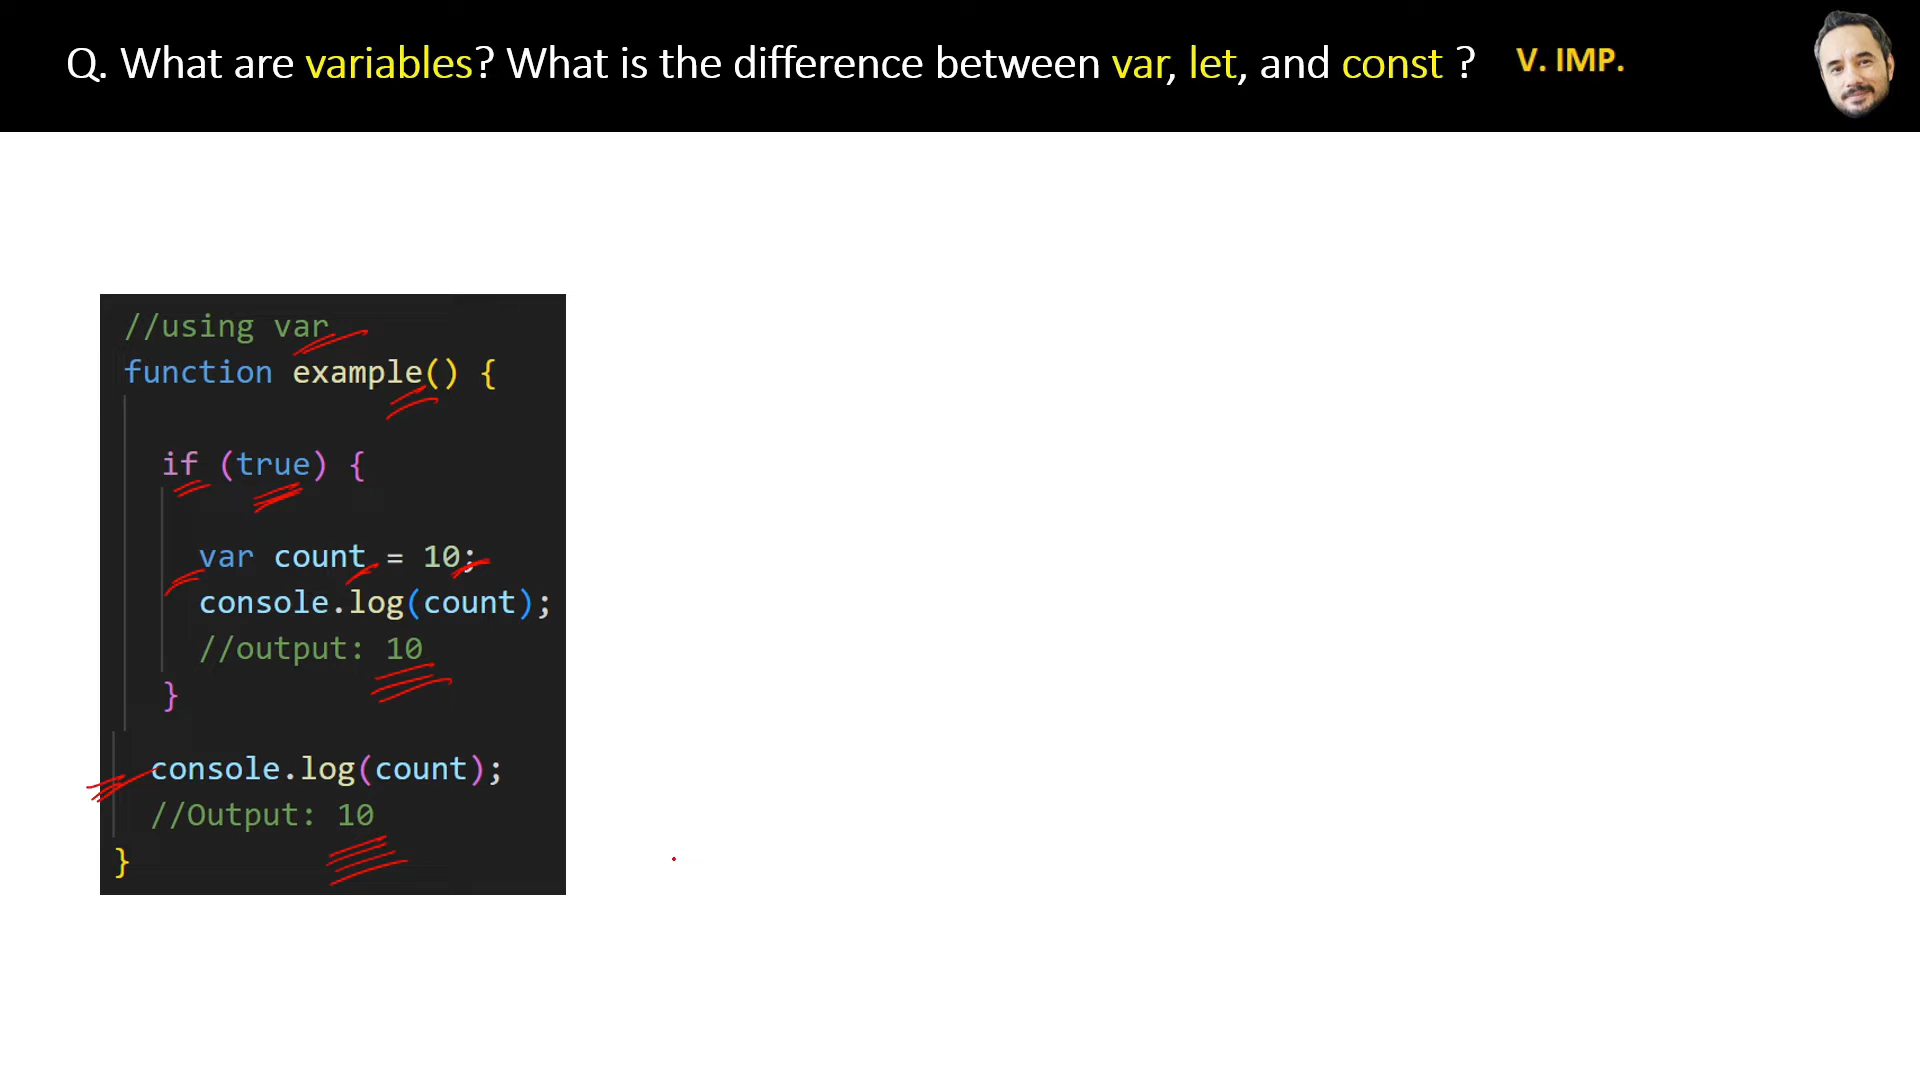 Q. What are variables? What is the difference between var, let, and const ? V. IMP.
//using var
function example() {
if (true) {
var count = 10;
console.log(count);
//output: 10
}
console.log(count);
//Output: 10
}